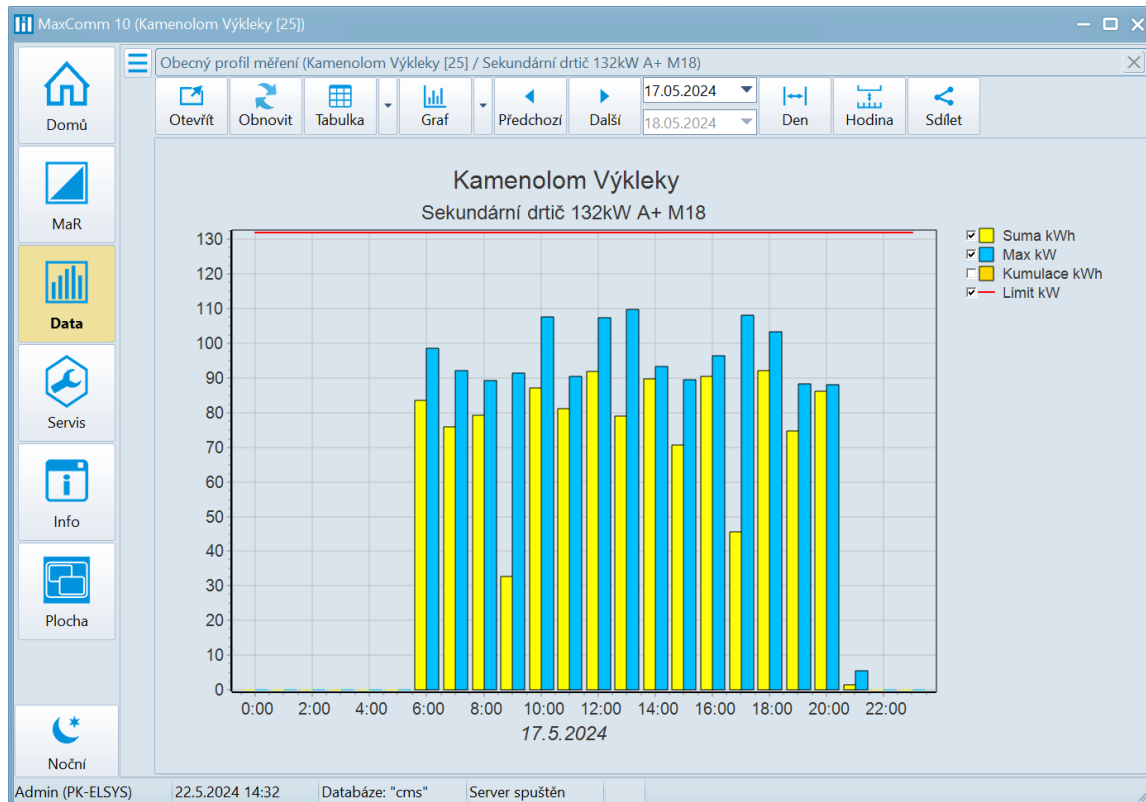 MaxComm 10 (Kamenolom Výkleky [25])
Obecný profil měření (Kamenolom Výkleky [25] / Sekundární drtič 132kW A+ M18)
Domů
MaR
Data
Servis
Info
Plocha
Noční
Otevřít
Obnovit
Tabulka
Graf
Předchozí
Další
17.05.2024
18.05.2024
Den
Hodina
Sdílet
Kamenolom Výkleky
Sekundární drtič 132kW A+ M18
130
120
110
100
90
80
70
60
50
40
30
20
10
0
0:00 2:00 4:00 6:00 8:00 10:00 12:00 14:00 16:00 18:00 20:00 22:00
17.5.2024
Suma kWh
Max kW
Kumulace kWh
Limit kW
Admin (PK-ELSYS) 22.5.2024 14:32 Databáze: "cms" Server spuštěn